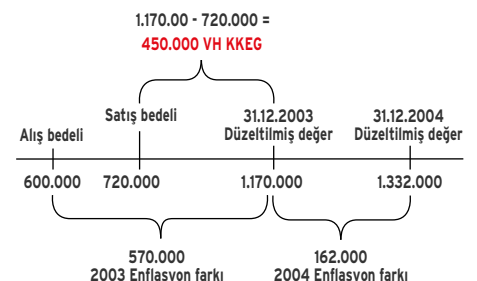 1.170.00 - 720.000 =
450.000 VH KKEG
Alış bedeli
Satış bedeli
31.12.2003
Düzeltilmiş değer
31.12.2004
Düzeltilmiş değer
600.000
720.000
1.170.000
1.332.000
570.000
2003 Enflasyon farkı
162.000
2004 Enflasyon farkı